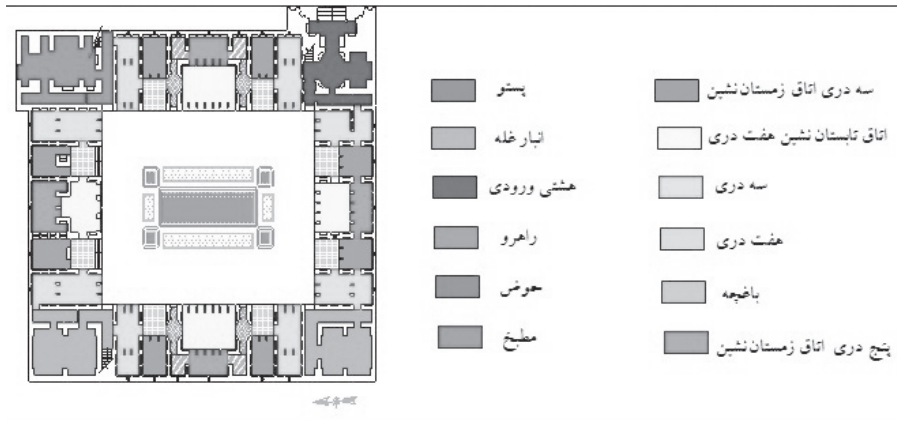 سه دری اتاق زمستان‌نشین
اتاق تابستان نشین هفت دری
سه دری
هفت دری
باغچه
پنج دری اتاق زمستان‌نشین
پستو
انبار غله
هشتی ورودی
راهرو
حوض
مطبخ